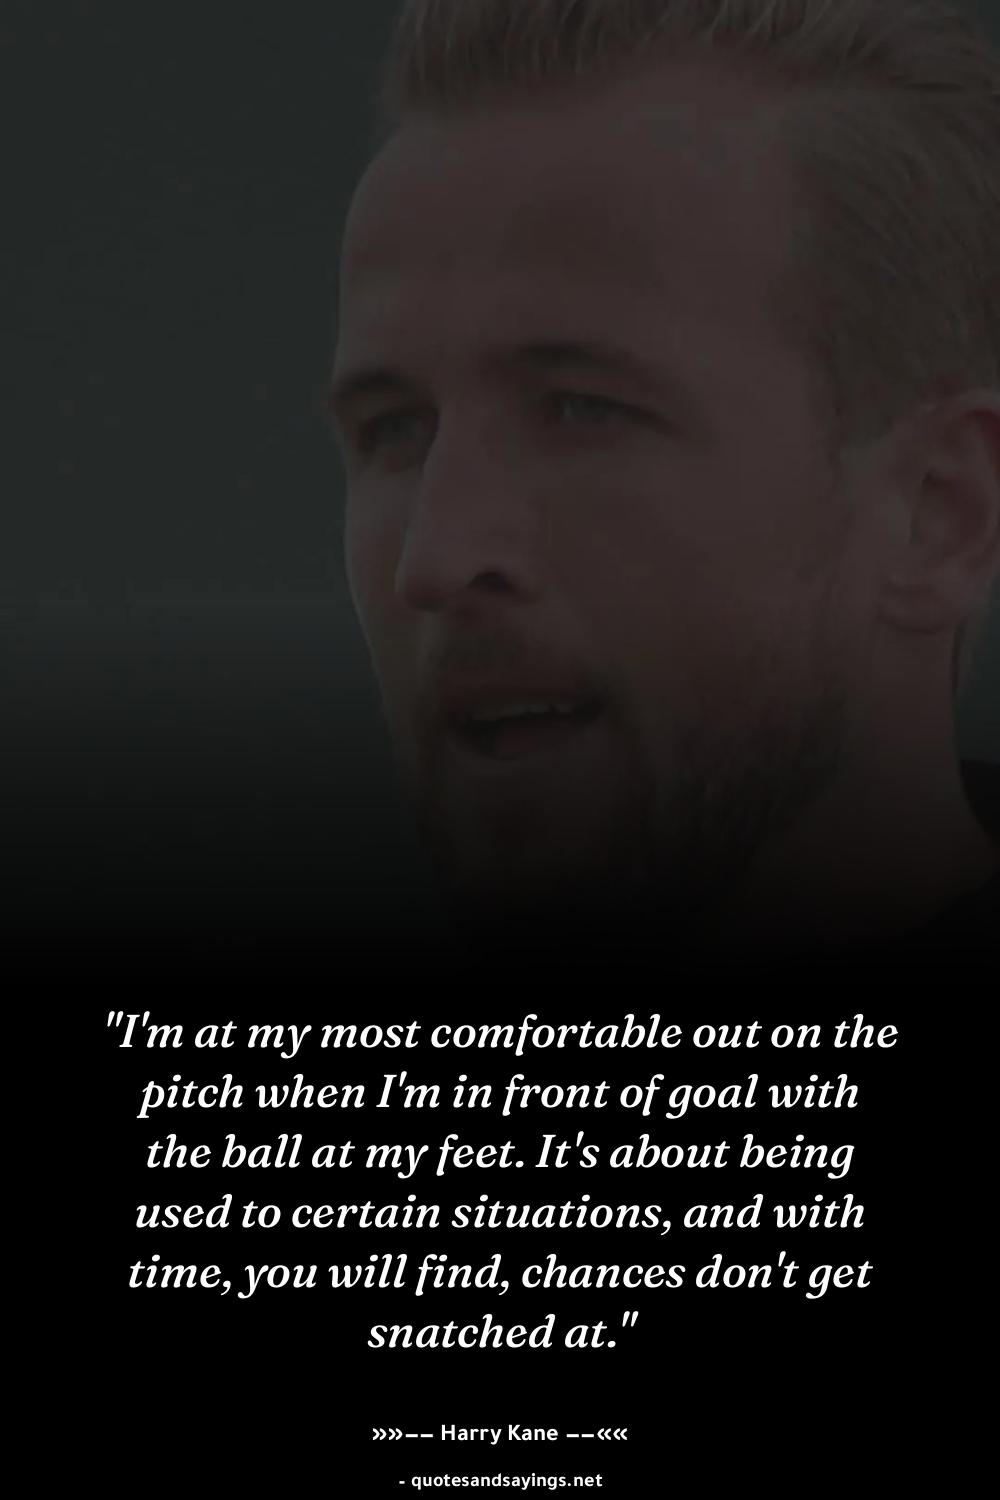 "I'm at my most comfortable out on the
pitch when I'm in front of goal with
the ball at my feet. It's about being
used to certain situations, and with
time, you will find, chances don't get
snatched at."
»»−− Harry Kane −−««
- quotesandsayings.net